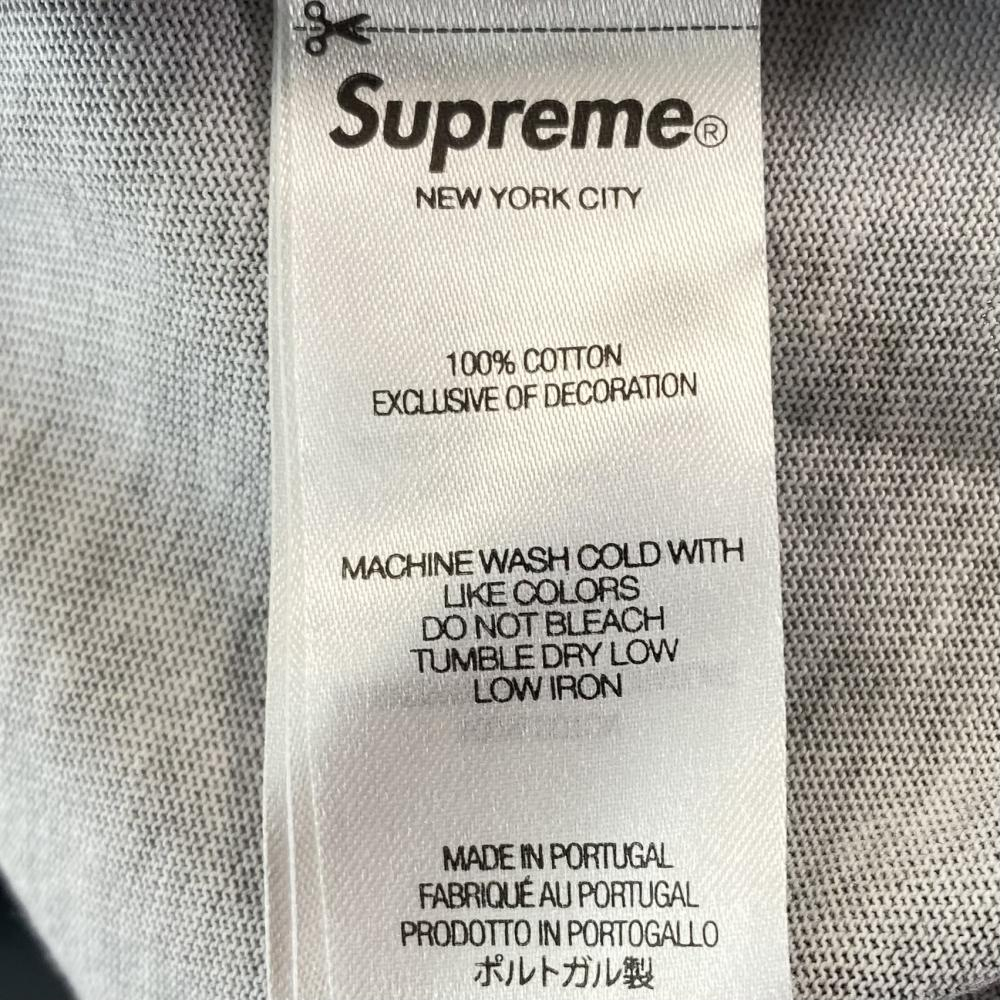 Supreme®
NEW YORK CITY
100% COTTON
EXCLUSIVE OF DECORATION
MACHINE WASH COLD WITH
LIKE COLORS
DO NOT BLEACH
TUMBLE DRY LOW
LOW IRON
MADE IN PORTUGAL
FABRIQUÉ AU PORTUGAL
PRODOTTO IN PORTOGALLO
ポルトガル製